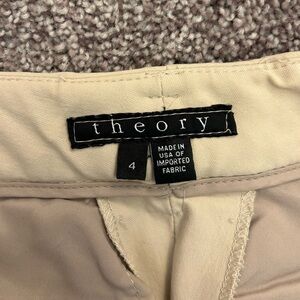 theory
4
MADE IN
USA OF
IMPORTED
FABRIC